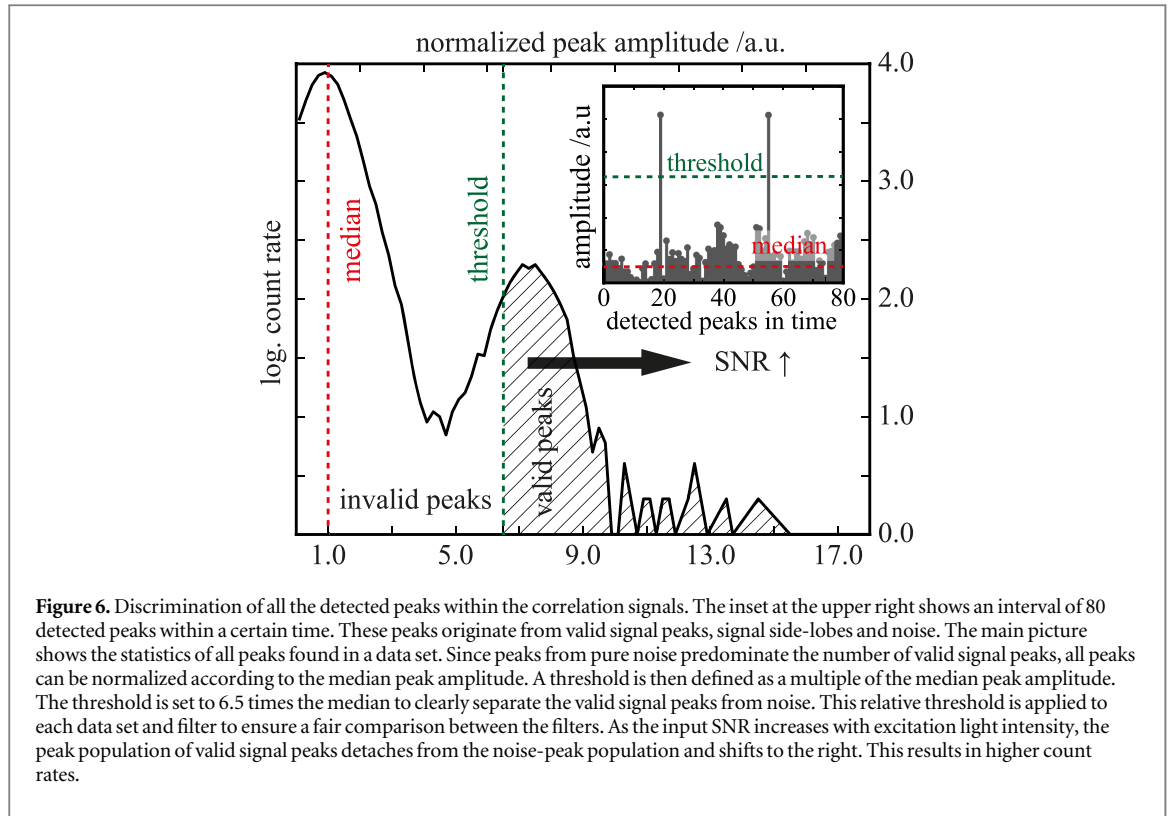 normalized peak amplitude /a.u.
4.0
3.0
2.0
1.0
0.0
log. count rate
median
threshold
invalid peaks
valid peaks
SNR ↑
1.0 5.0 9.0 13.0 17.0
amplitude /a.u
threshold
median
0 20 40 60 80
detected peaks in time
Figure 6. Discrimination of all the detected peaks within the correlation signals. The inset at the upper right shows an interval of 80
detected peaks within a certain time. These peaks originate from valid signal peaks, signal side-lobes and noise. The main picture
shows the statistics of all peaks found in a data set. Since peaks from pure noise predominate the number of valid signal peaks, all peaks
can be normalized according to the median peak amplitude. A threshold is then defined as a multiple of the median peak amplitude.
The threshold is set to 6.5 times the median to clearly separate the valid signal peaks from noise. This relative threshold is applied to
each data set and filter to ensure a fair comparison between the filters. As the input SNR increases with excitation light intensity, the
peak population of valid signal peaks detaches from the noise-peak population and shifts to the right. This results in higher count
rates.